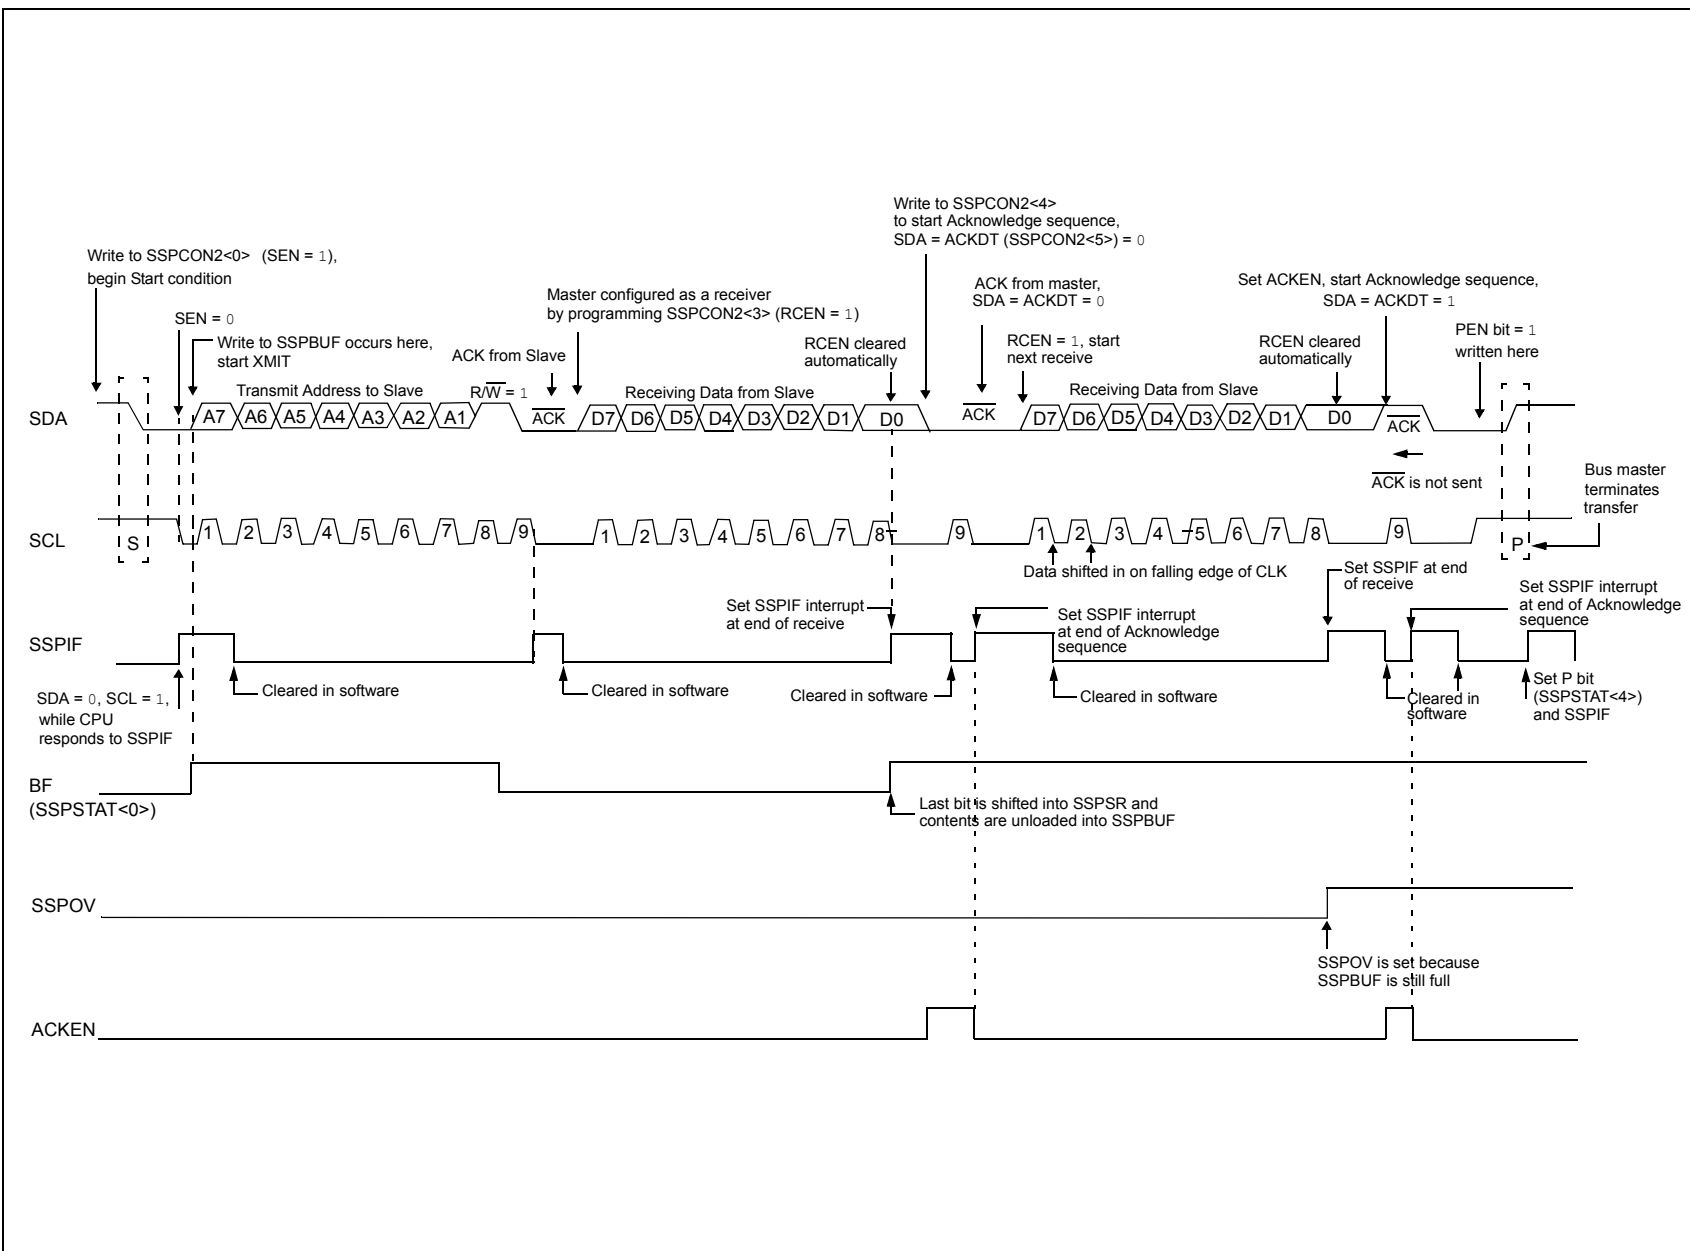 Write to SSPCON2<4>
to start Acknowledge sequence,
SDA = ACKDT (SSPCON2<5>) = 0
Write to SSPCON2<0> (SEN = 1),
begin Start condition
ACK from master,
SDA = ACKDT = 0
Set ACKEN, start Acknowledge sequence,
SDA = ACKDT = 1
Master configured as a receiver
by programming SSPCON2<3> (RCEN = 1)
SEN = 0
PEN bit = 1
written here
Write to SSPBUF occurs here,
start XMIT
RCEN cleared
automatically
RCEN = 1, start
next receive
RCEN cleared
automatically
ACK from Slave
Transmit Address to Slave
R/W = 1
Receiving Data from Slave
Receiving Data from Slave
SDA
A7 A6 A5 A4 A3 A2 A1 ACK D7 D6 D5 D4 D3 D2 D1 D0 ACK D7 D6 D5 D4 D3 D2 D1 D0 ACK
ACK is not sent
Bus master
terminates
transfer
SCL
S 1 2 3 4 5 6 7 8 9 1 2 3 4 5 6 7 8 9 1 2 3 4 5 6 7 8 9 P
Data shifted in on falling edge of CLK
Set SSPIF at end
of receive
Set SSPIF interrupt
at end of receive
Set SSPIF interrupt
at end of Acknowledge
sequence
Set SSPIF interrupt
at end of Acknowledge
sequence
SSPIF
SDA = 0, SCL = 1,
while CPU
responds to SSPIF
Cleared in software
Cleared in software
Cleared in software
Cleared in software
Cleared in
software
Set P bit
(SSPSTAT<4>)
and SSPIF
BF
(SSPSTAT<0>)
Last bit is shifted into SSPSR and
contents are unloaded into SSPBUF
SSPOV
SSPOV is set because
SSPBUF is still full
ACKEN